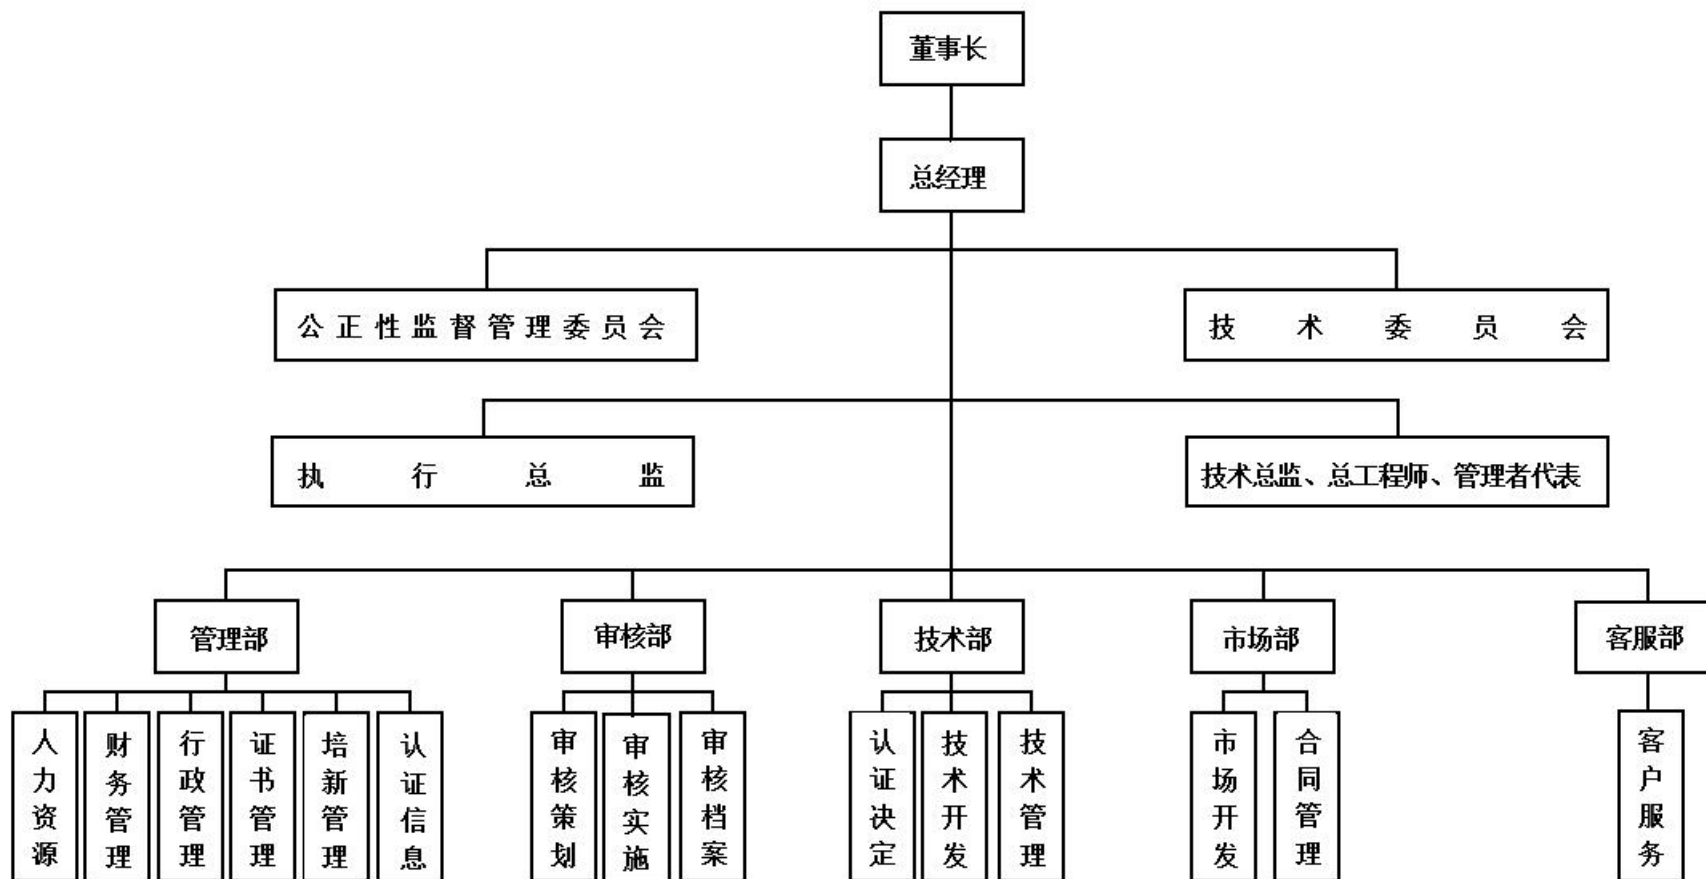 董事长
总经理
公正性监督管理委员会
技术委员会
执行总监
技术总监、总工程师、管理者代表
管理部
审核部
技术部
市场部
客服部
人力资源
财务管理
行政管理
证书管理
培新管理
认证信息
审核策划
审核实施
审核档案
认证决定
技术开发
技术管理
市场开发
合同管理
客户服务